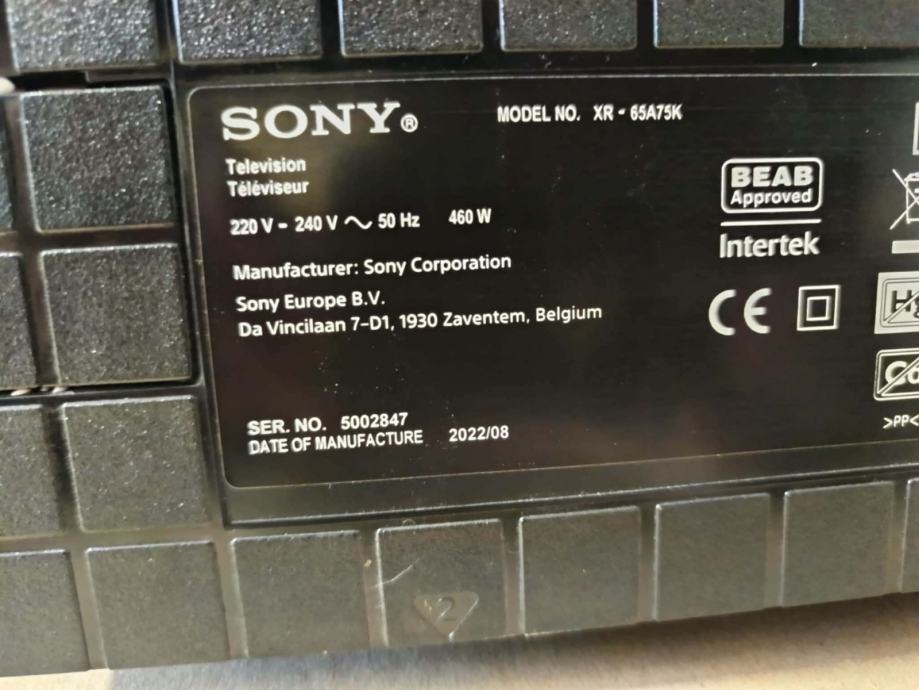 SONY®
MODEL NO. XR - 65A75K
Television
Téléviseur
220 V - 240 V ~ 50 Hz 460 W
BEAB
Approved
Intertek
Manufacturer: Sony Corporation
Sony Europe B.V.
Da Vincilaan 7-D1, 1930 Zaventem, Belgium
CE
SER. NO. 5002847
DATE OF MANUFACTURE 2022/08
>PP<
2